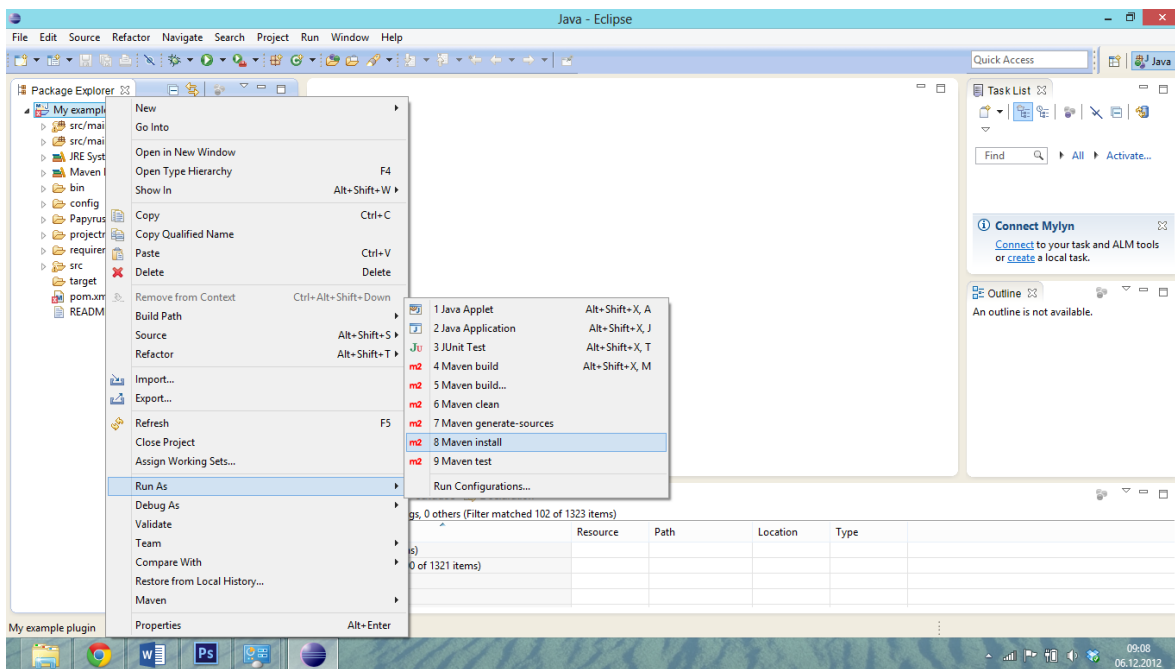 Java - Eclipse
File Edit Source Refactor Navigate Search Project Run Window Help
Quick Access
Java
Package Explorer
My example
src/mai
src/mai
JRE Syst
Maven
bin
config
Papyrus
projectr
requirer
src
target
pom.xm
READM
New
Go Into
Open in New Window
Open Type Hierarchy F4
Show In Alt+Shift+W
Copy Ctrl+C
Copy Qualified Name
Paste Ctrl+V
Delete Delete
Remove from Context Ctrl+Alt+Shift+Down
Build Path
Source Alt+Shift+S
Refactor Alt+Shift+T
Import...
Export...
Refresh F5
Close Project
Assign Working Sets...
Run As
Debug As
Validate
Team
Compare With
Restore from Local History...
Maven
Properties Alt+Enter
1 Java Applet Alt+Shift+X, A
2 Java Application Alt+Shift+X, J
Ju 3 JUnit Test Alt+Shift+X, T
m2 4 Maven build Alt+Shift+X, M
m2 5 Maven build...
m2 6 Maven clean
m2 7 Maven generate-sources
m2 8 Maven install
m2 9 Maven test
Run Configurations...
Task List
Find All Activate...
Connect Mylyn
Connect to your task and ALM tools
or create a local task.
Outline
An outline is not available.
gs, 0 others (Filter matched 102 of 1323 items)
Resource Path Location Type
s)
0 of 1321 items)
My example plugin
W Ps
09:08
06.12.2012